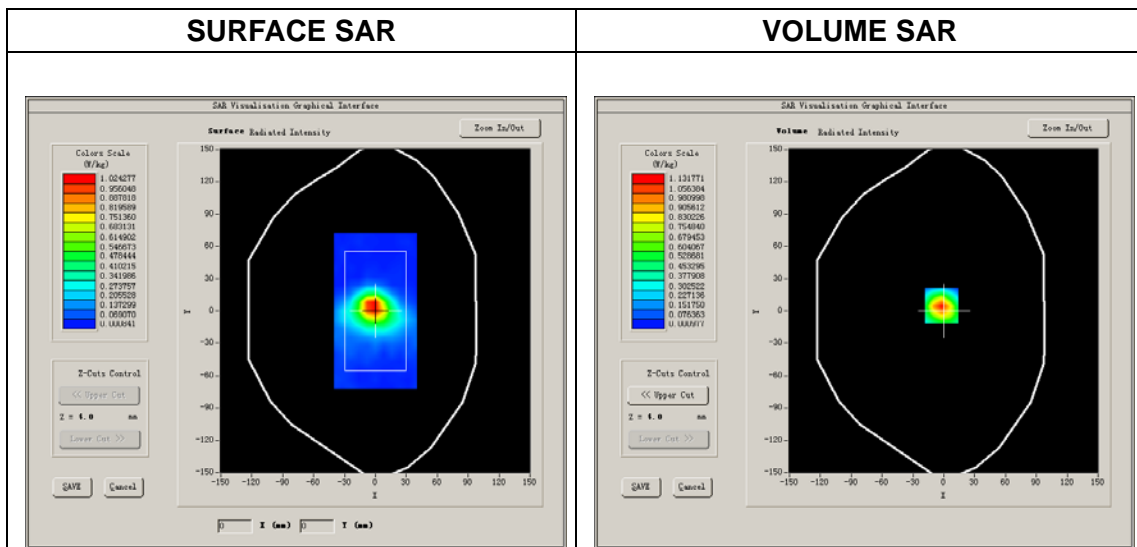 SURFACE SAR
VOLUME SAR
SAR Visualisation Graphical Interface
Surface Radiated Intensity
Zoom In/Out
Colors Scale
(W/kg)
1.024277
0.956048
0.887818
0.819589
0.751360
0.683131
0.614902
0.546673
0.478444
0.410215
0.341986
0.273757
0.205528
0.137299
0.069070
0.000841
Z-Cuts Control
<< Upper Cut
Z = 4.0 mm
Lower Cut >>
SAVE
Cancel
150
120
90
60
30
0
-30
-60
-90
-120
-150
Y
-150 -120 -90 -60 -30 0 30 60 90 120 150
X
0 X (mm) 0 Y (mm)
SAR Visualisation Graphical Interface
Volume Radiated Intensity
Zoom In/Out
Colors Scale
(W/kg)
1.131771
1.056384
0.980998
0.905612
0.830226
0.754840
0.679453
0.604067
0.528681
0.453295
0.377908
0.302522
0.227136
0.151750
0.076363
0.000977
Z-Cuts Control
<< Upper Cut
Z = 4.0 mm
Lower Cut >>
SAVE
Cancel
150
120
90
60
30
0
-30
-60
-90
-120
-150
Y
-150 -120 -90 -60 -30 0 30 60 90 120 150
X